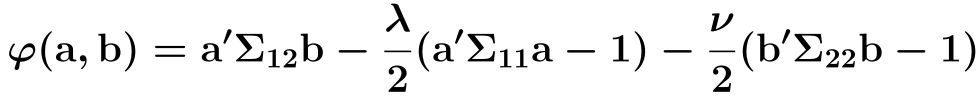 φ(a, b) = a′Σ₁₂b − λ/2 (a′Σ₁₁a − 1) − ν/2 (b′Σ₂₂b − 1)